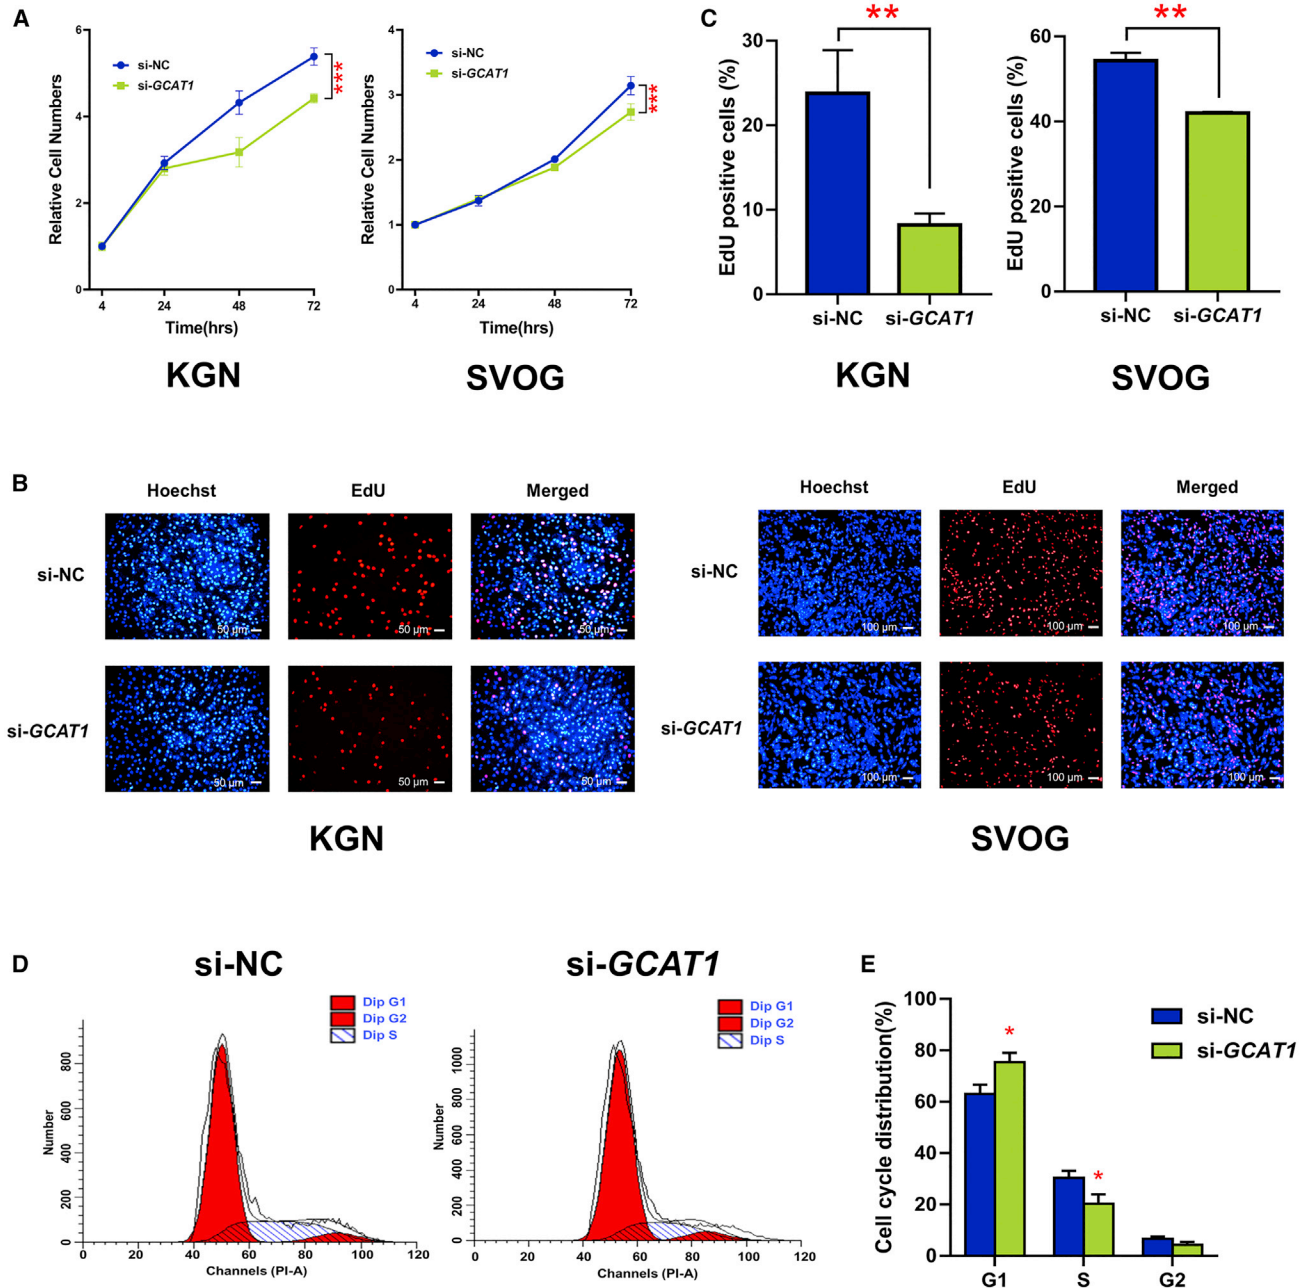 A
6
4
2
0
Relative Cell Numbers
si-NC
si-GCAT1
***
4 24 48 72
Time(hrs)
KGN
4
3
2
1
0
Relative Cell Numbers
si-NC
si-GCAT1
***
4 24 48 72
Time(hrs)
SVOG
C
30
20
10
0
EdU positive cells (%)
**
si-NC si-GCAT1
KGN
60
40
20
0
EdU positive cells (%)
**
si-NC si-GCAT1
SVOG
B
Hoechst EdU Merged
si-NC
50 µm 50 µm 50 µm
si-GCAT1
50 µm 50 µm 50 µm
KGN
Hoechst EdU Merged
si-NC
100 µm 100 µm 100 µm
si-GCAT1
100 µm 100 µm 100 µm
SVOG
D
si-NC
Dip G1
Dip G2
Dip S
800
600
400
200
0
Number
0 20 40 60 80 100 120
Channels (PI-A)
si-GCAT1
Dip G1
Dip G2
Dip S
1000
800
600
400
200
0
Number
0 20 40 60 80 100 120
Channels (PI-A)
E
100
80
60
40
20
0
Cell cycle distribution(%)
si-NC
si-GCAT1
*
*
G1 S G2